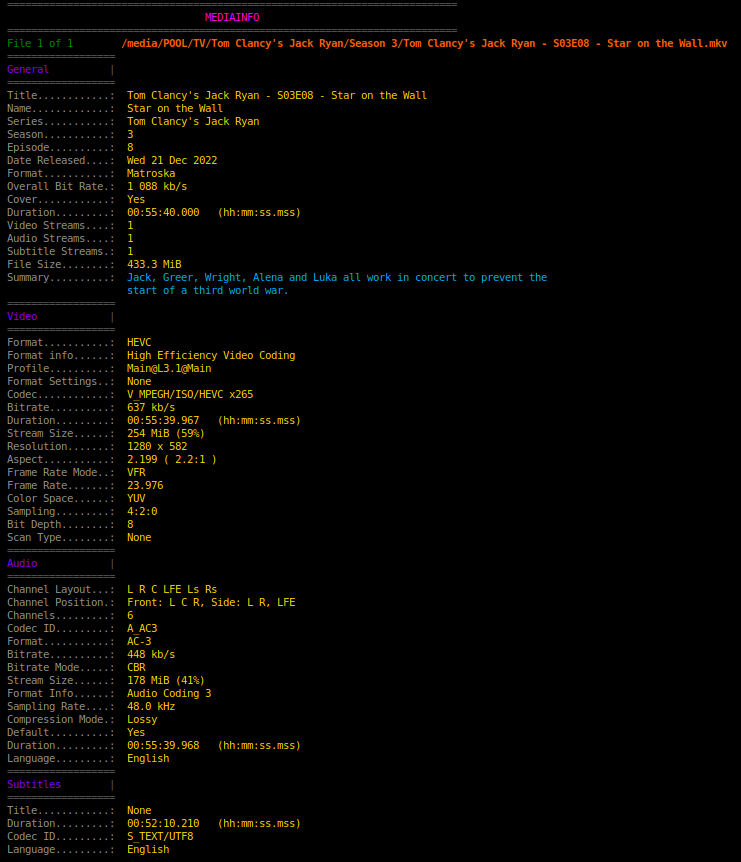 ===========================================================================
MEDIAINFO
===========================================================================
File 1 of 1 /media/POOL/TV/Tom Clancy's Jack Ryan/Season 3/Tom Clancy's Jack Ryan - S03E08 - Star on the Wall.mkv
==================
General |
==================
Title............: Tom Clancy's Jack Ryan - S03E08 - Star on the Wall
Name.............: Star on the Wall
Series...........: Tom Clancy's Jack Ryan
Season...........: 3
Episode..........: 8
Date Released....: Wed 21 Dec 2022
Format...........: Matroska
Overall Bit Rate.: 1 088 kb/s
Cover............: Yes
Duration.........: 00:55:40.000 (hh:mm:ss.mss)
Video Streams....: 1
Audio Streams....: 1
Subtitle Streams.: 1
File Size........: 433.3 MiB
Summary..........: Jack, Greer, Wright, Alena and Luka all work in concert to prevent the
start of a third world war.
==================
Video |
==================
Format...........: HEVC
Format info......: High Efficiency Video Coding
Profile..........: Main@L3.1@Main
Format Settings..: None
Codec............: V_MPEGH/ISO/HEVC x265
Bitrate..........: 637 kb/s
Duration.........: 00:55:39.967 (hh:mm:ss.mss)
Stream Size......: 254 MiB (59%)
Resolution.......: 1280 x 582
Aspect...........: 2.199 ( 2.2:1 )
Frame Rate Mode..: VFR
Frame Rate.......: 23.976
Color Space......: YUV
Sampling.........: 4:2:0
Bit Depth........: 8
Scan Type........: None
==================
Audio |
==================
Channel Layout...: L R C LFE Ls Rs
Channel Position.: Front: L C R, Side: L R, LFE
Channels.........: 6
Codec ID.........: A_AC3
Format...........: AC-3
Bitrate..........: 448 kb/s
Bitrate Mode.....: CBR
Stream Size......: 178 MiB (41%)
Format Info......: Audio Coding 3
Sampling Rate....: 48.0 kHz
Compression Mode.: Lossy
Default..........: Yes
Duration.........: 00:55:39.968 (hh:mm:ss.mss)
Language.........: English
==================
Subtitles |
==================
Title............: None
Duration.........: 00:52:10.210 (hh:mm:ss.mss)
Codec ID.........: S_TEXT/UTF8
Language.........: English